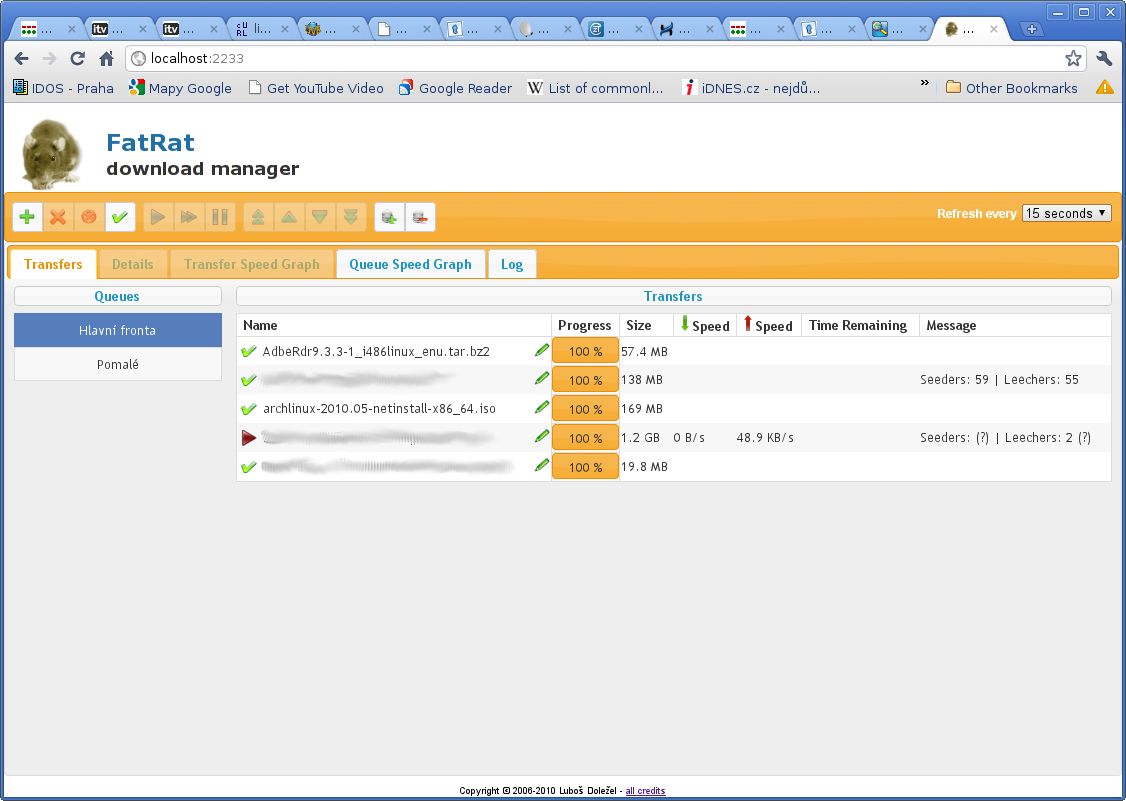 ... ... ... cu RL li... ... ... ... ... ... ... ... ... ... ...
localhost:2233
IDOS - Praha Mapy Google Get YouTube Video Google Reader W List of commonl... iDNES.cz - nejdů... » Other Bookmarks
FatRat
download manager
Refresh every 15 seconds
Transfers Details Transfer Speed Graph Queue Speed Graph Log
Queues Transfers
Hlavní fronta
Pomalé
Name Progress Size Speed Speed Time Remaining Message
AdbeRdr9.3.3-1_i486linux_enu.tar.bz2 100 % 57.4 MB
100 % 138 MB Seeders: 59 | Leechers: 55
archlinux-2010.05-netinstall-x86_64.iso 100 % 169 MB
100 % 1.2 GB 0 B/s 48.9 KB/s Seeders: (?) | Leechers: 2 (?)
100 % 19.8 MB
Copyright © 2006-2010 Luboš Doležel - all credits